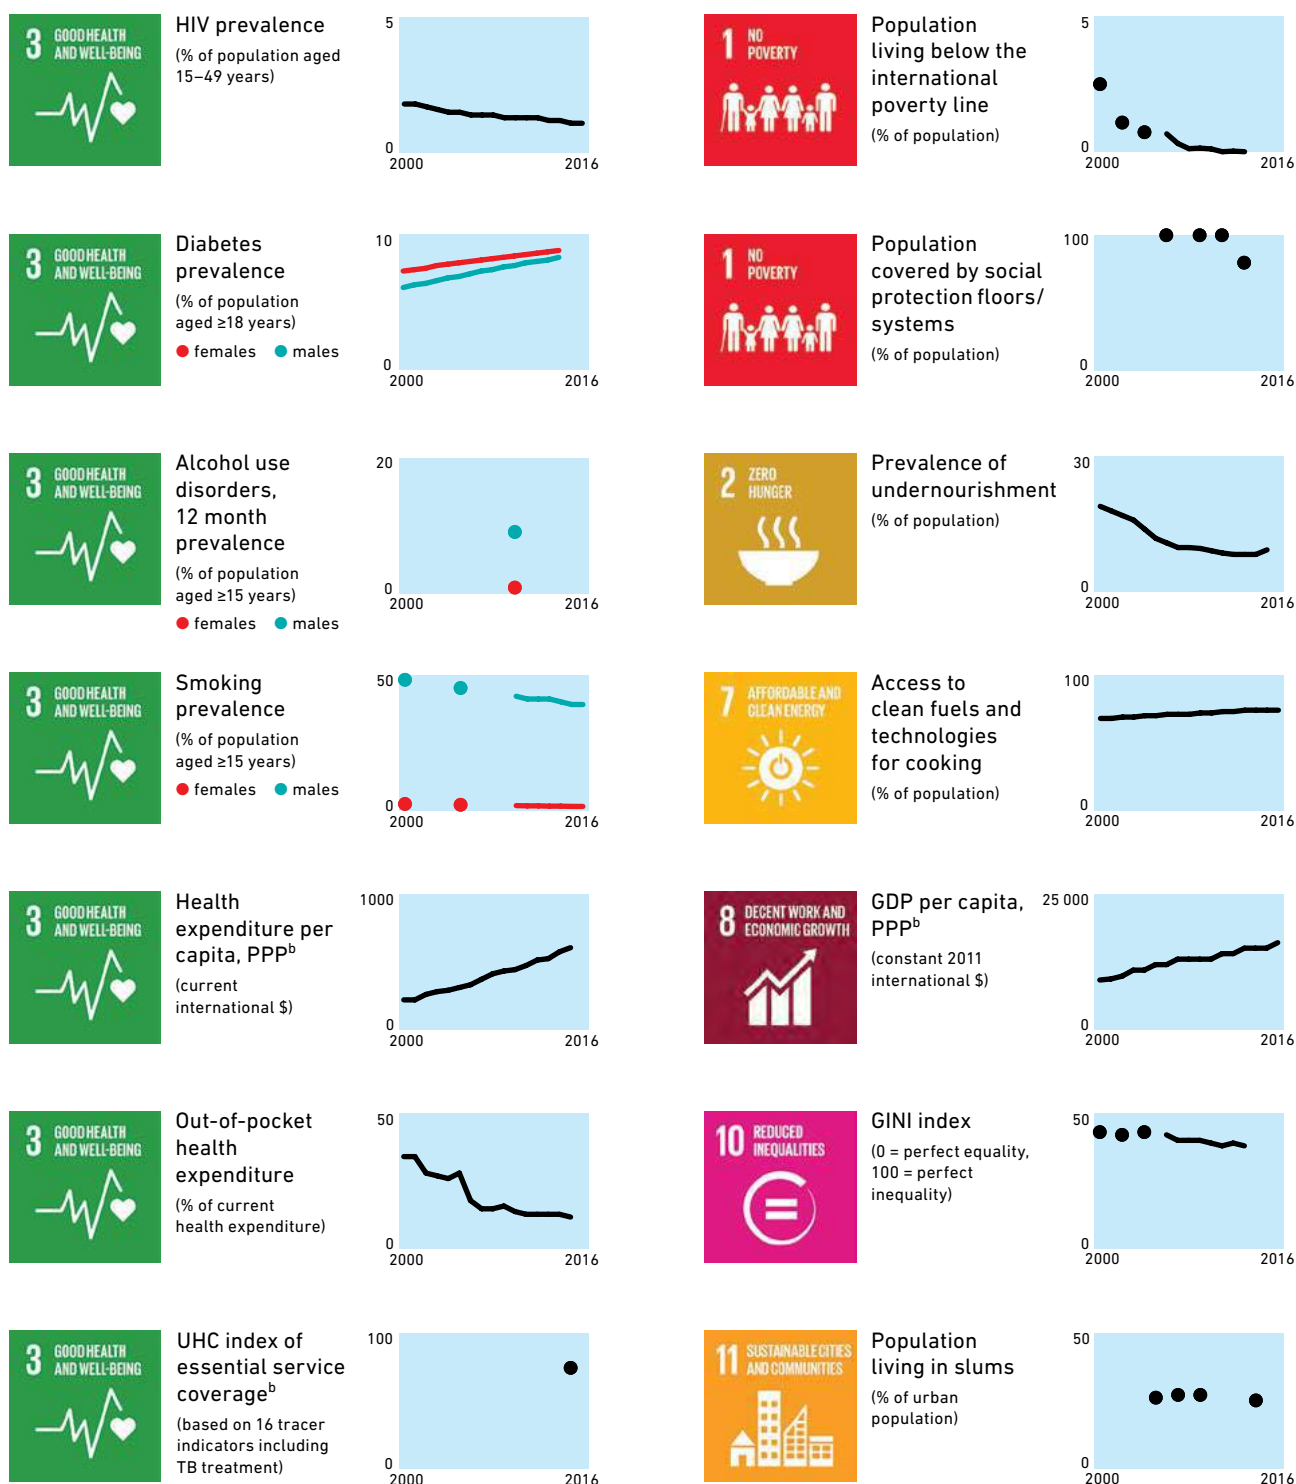 3 GOOD HEALTH
AND WELL-BEING
HIV prevalence
(% of population aged
15–49 years)
5
0
2000 2016
3 GOOD HEALTH
AND WELL-BEING
Diabetes
prevalence
(% of population
aged ≥18 years)
females males
10
0
2000 2016
3 GOOD HEALTH
AND WELL-BEING
Alcohol use
disorders,
12 month
prevalence
(% of population
aged ≥15 years)
females males
20
0
2000 2016
3 GOOD HEALTH
AND WELL-BEING
Smoking
prevalence
(% of population
aged ≥15 years)
females males
50
0
2000 2016
3 GOOD HEALTH
AND WELL-BEING
Health
expenditure per
capita, PPPb
(current
international $)
1000
0
2000 2016
3 GOOD HEALTH
AND WELL-BEING
Out-of-pocket
health
expenditure
(% of current
health expenditure)
50
0
2000 2016
3 GOOD HEALTH
AND WELL-BEING
UHC index of
essential service
coverageb
(based on 16 tracer
indicators including
TB treatment)
100
0
2000 2016
1 NO
POVERTY
Population
living below the
international
poverty line
(% of population)
5
0
2000 2016
1 NO
POVERTY
Population
covered by social
protection floors/
systems
(% of population)
100
0
2000 2016
2 ZERO
HUNGER
Prevalence of
undernourishment
(% of population)
30
0
2000 2016
7 AFFORDABLE AND
CLEAN ENERGY
Access to
clean fuels and
technologies
for cooking
(% of population)
100
0
2000 2016
8 DECENT WORK AND
ECONOMIC GROWTH
GDP per capita,
PPPb
(constant 2011
international $)
25 000
0
2000 2016
10 REDUCED
INEQUALITIES
GINI index
(0 = perfect equality,
100 = perfect
inequality)
50
0
2000 2016
11 SUSTAINABLE CITIES
AND COMMUNITIES
Population
living in slums
(% of urban
population)
50
0
2000 2016